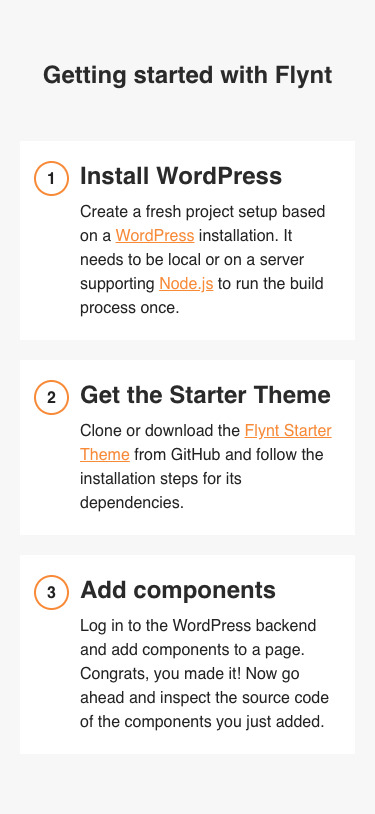 Getting started with Flynt
1 Install WordPress
Create a fresh project setup based
on a WordPress installation. It
needs to be local or on a server
supporting Node.js to run the build
process once.
2 Get the Starter Theme
Clone or download the Flynt Starter
Theme from GitHub and follow the
installation steps for its
dependencies.
3 Add components
Log in to the WordPress backend
and add components to a page.
Congrats, you made it! Now go
ahead and inspect the source code
of the components you just added.